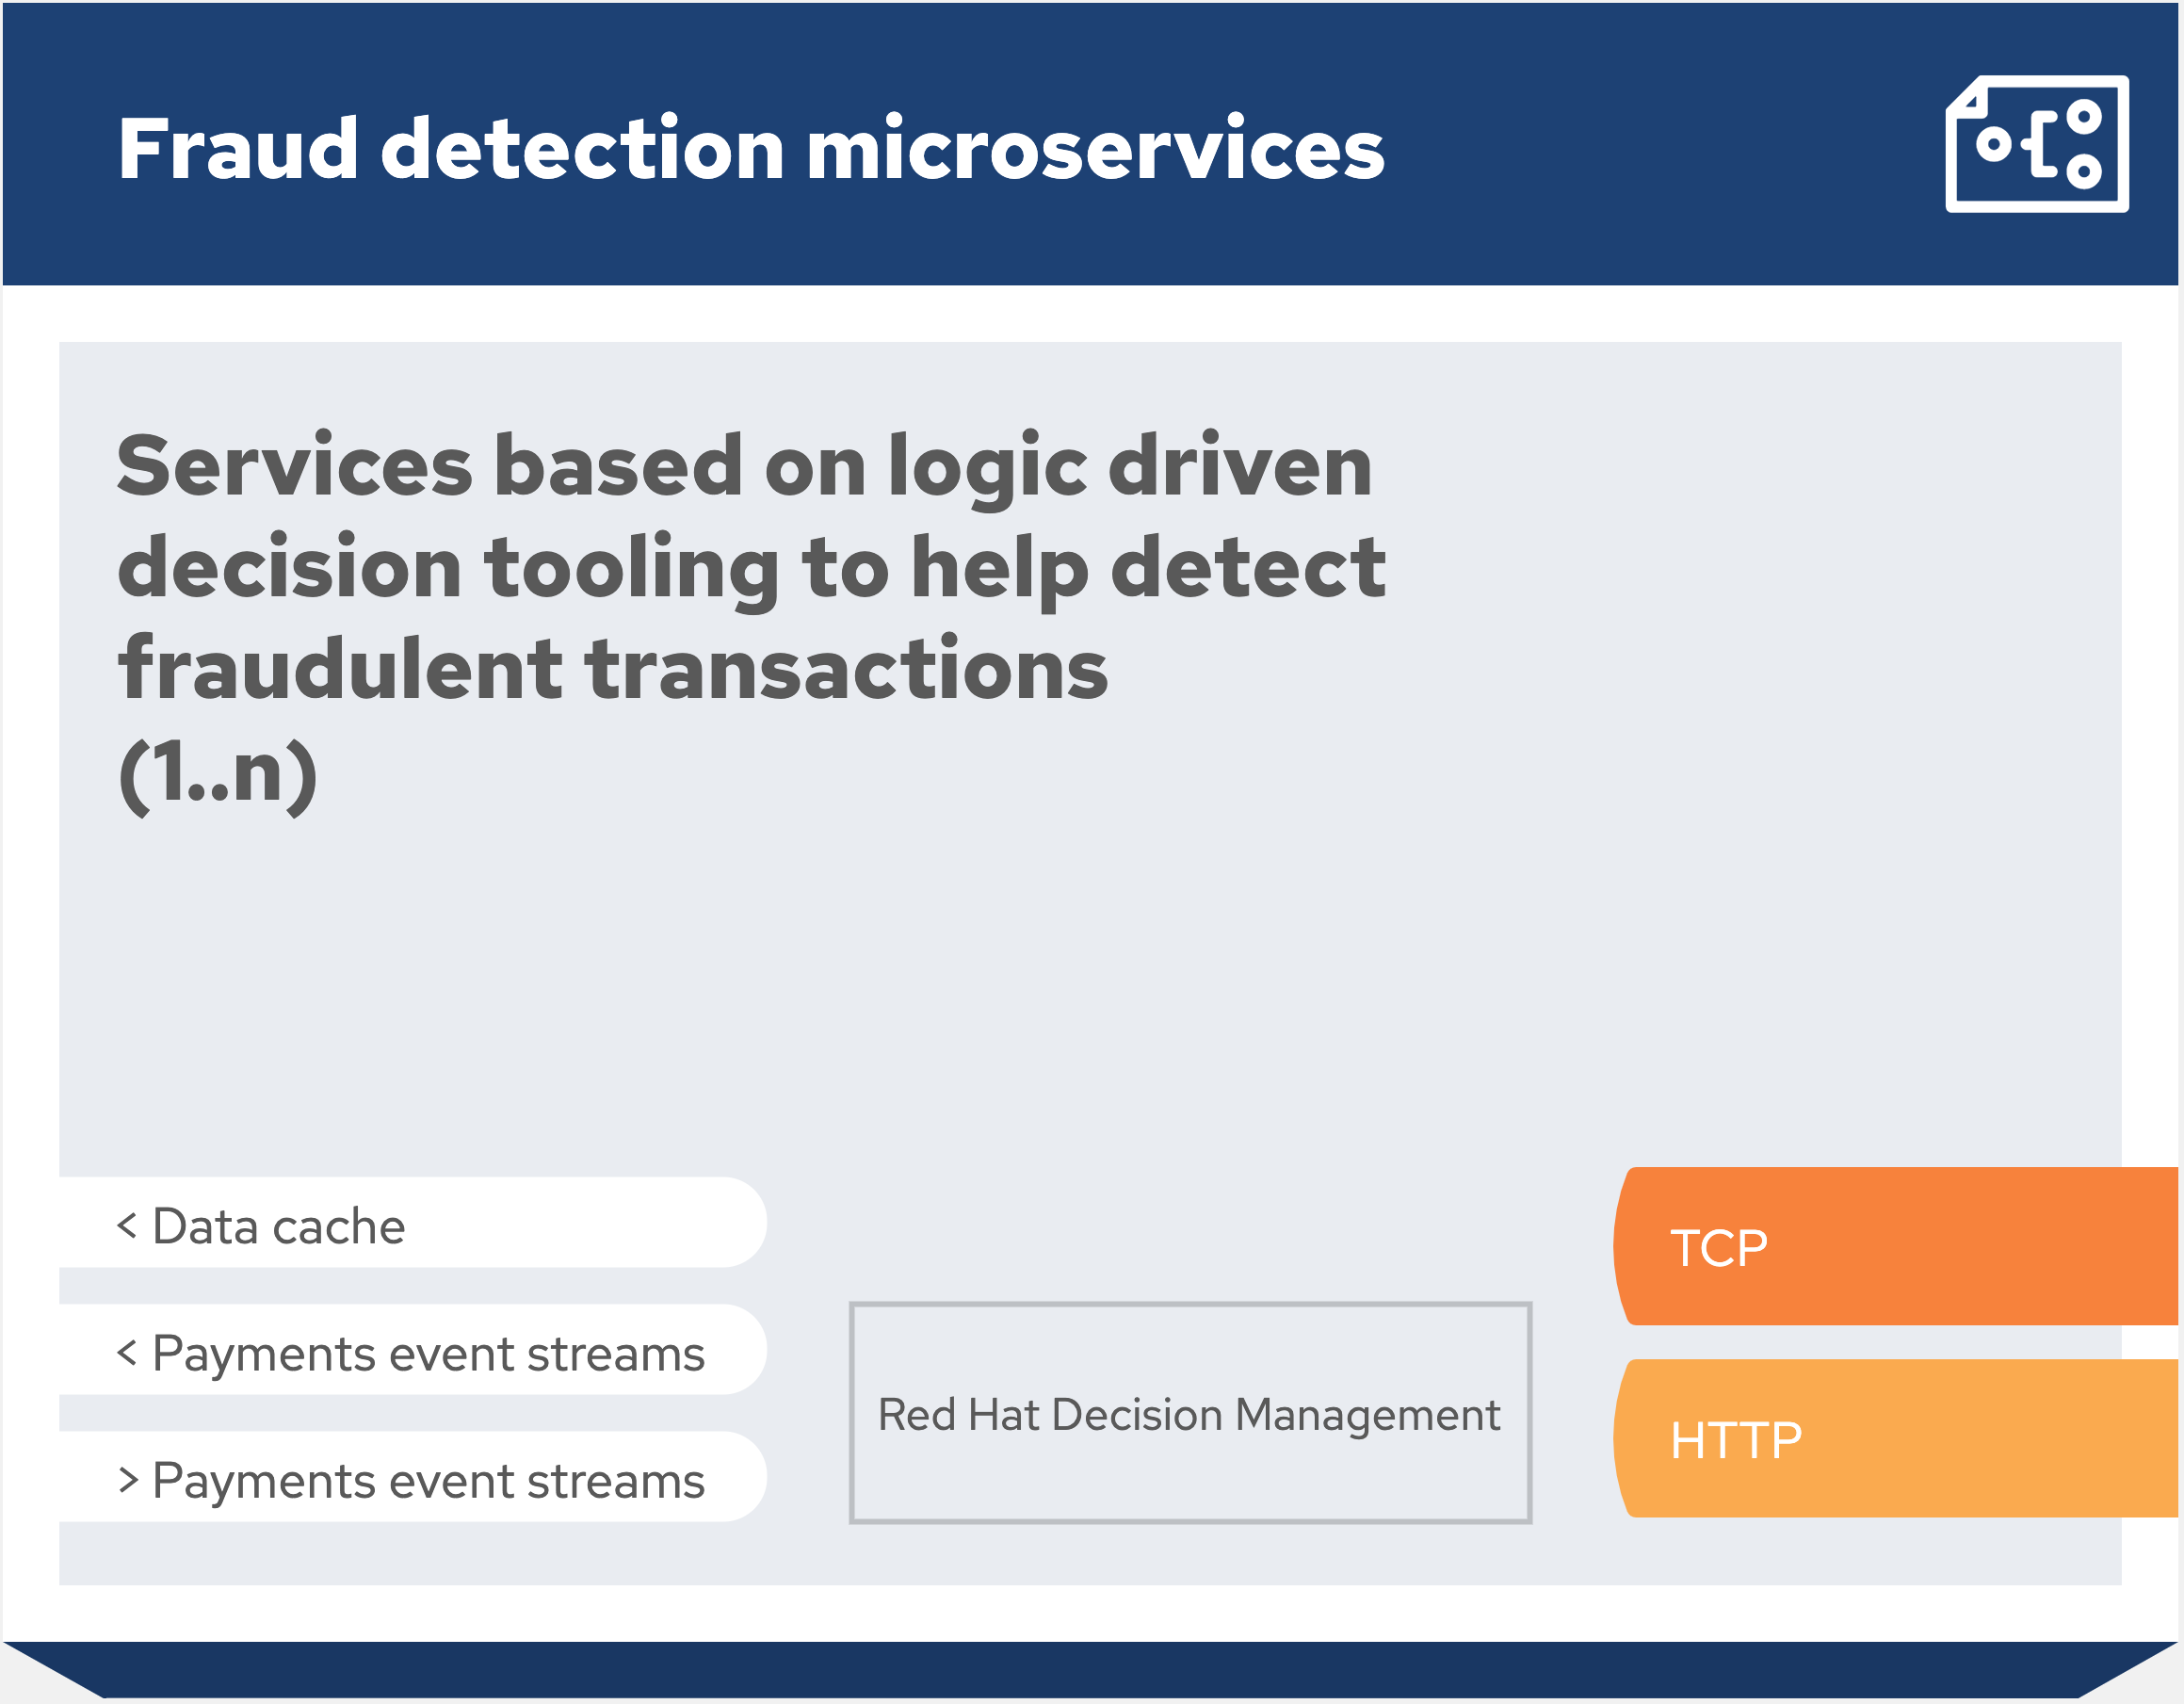 Fraud detection microservices
Services based on logic driven
decision tooling to help detect
fraudulent transactions
(1..n)
< Data cache
< Payments event streams
> Payments event streams
Red Hat Decision Management
TCP
HTTP